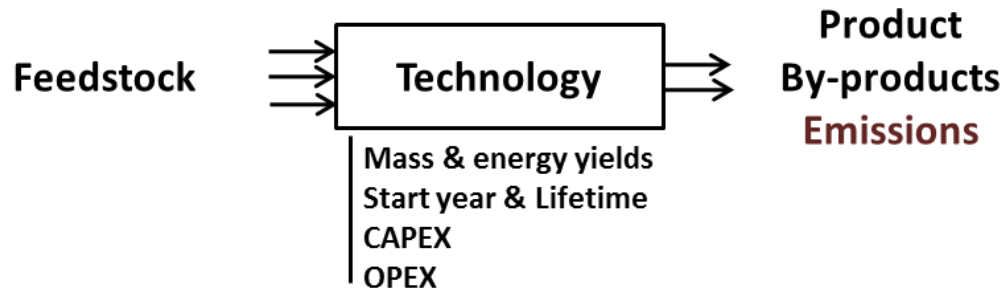 Feedstock
Technology
Product
By-products
Emissions
Mass & energy yields
Start year & Lifetime
CAPEX
OPEX